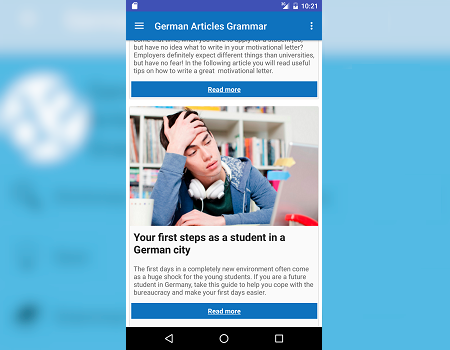 10:21
German Articles Grammar
but have no idea what to write in your motivational letter?
Employers definitely expect different things than universities,
but have no fear! In the following article you will read useful
tips on how to write a great motivational letter.
Read more
Your first steps as a student in a
German city
The first days in a completely new environment often come
as a huge shock for the young students. If you are a future
student in Germany, take this guide to help you cope with the
bureaucracy and make your first days easier.
Read more